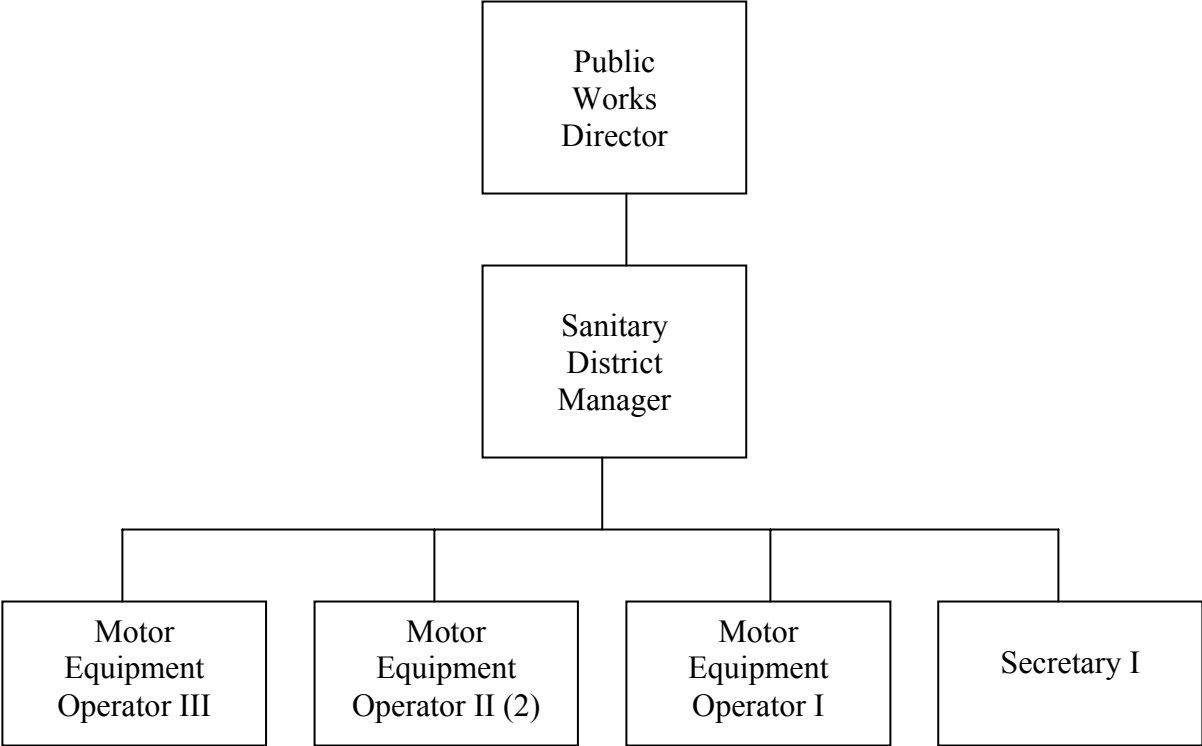 Public
Works
Director
Sanitary
District
Manager
Motor
Equipment
Operator III
Motor
Equipment
Operator II (2)
Motor
Equipment
Operator I
Secretary I